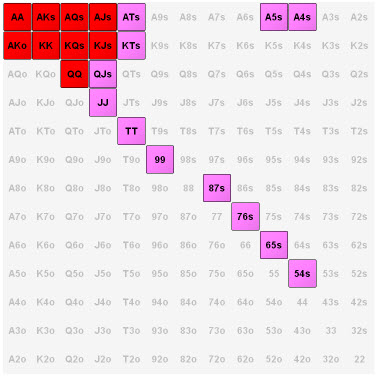 AA AKs AQs AJs ATs A9s A8s A7s A6s A5s A4s A3s A2s
AKo KK KQs KJs KTs K9s K8s K7s K6s K5s K4s K3s K2s
AQo KQo QQ QJs QTs Q9s Q8s Q7s Q6s Q5s Q4s Q3s Q2s
AJo KJo QJo JJ JTs J9s J8s J7s J6s J5s J4s J3s J2s
ATo KTo QTo JTo TT T9s T8s T7s T6s T5s T4s T3s T2s
A9o K9o Q9o J9o T9o 99 98s 97s 96s 95s 94s 93s 92s
A8o K8o Q8o J8o T8o 98o 88 87s 86s 85s 84s 83s 82s
A7o K7o Q7o J7o T7o 97o 87o 77 76s 75s 74s 73s 72s
A6o K6o Q6o J6o T6o 96o 86o 76o 66 65s 64s 63s 62s
A5o K5o Q5o J5o T5o 95o 85o 75o 65o 55 54s 53s 52s
A4o K4o Q4o J4o T4o 94o 84o 74o 64o 54o 44 43s 42s
A3o K3o Q3o J3o T3o 93o 83o 73o 63o 53o 43o 33 32s
A2o K2o Q2o J2o T2o 92o 82o 72o 62o 52o 42o 32o 22